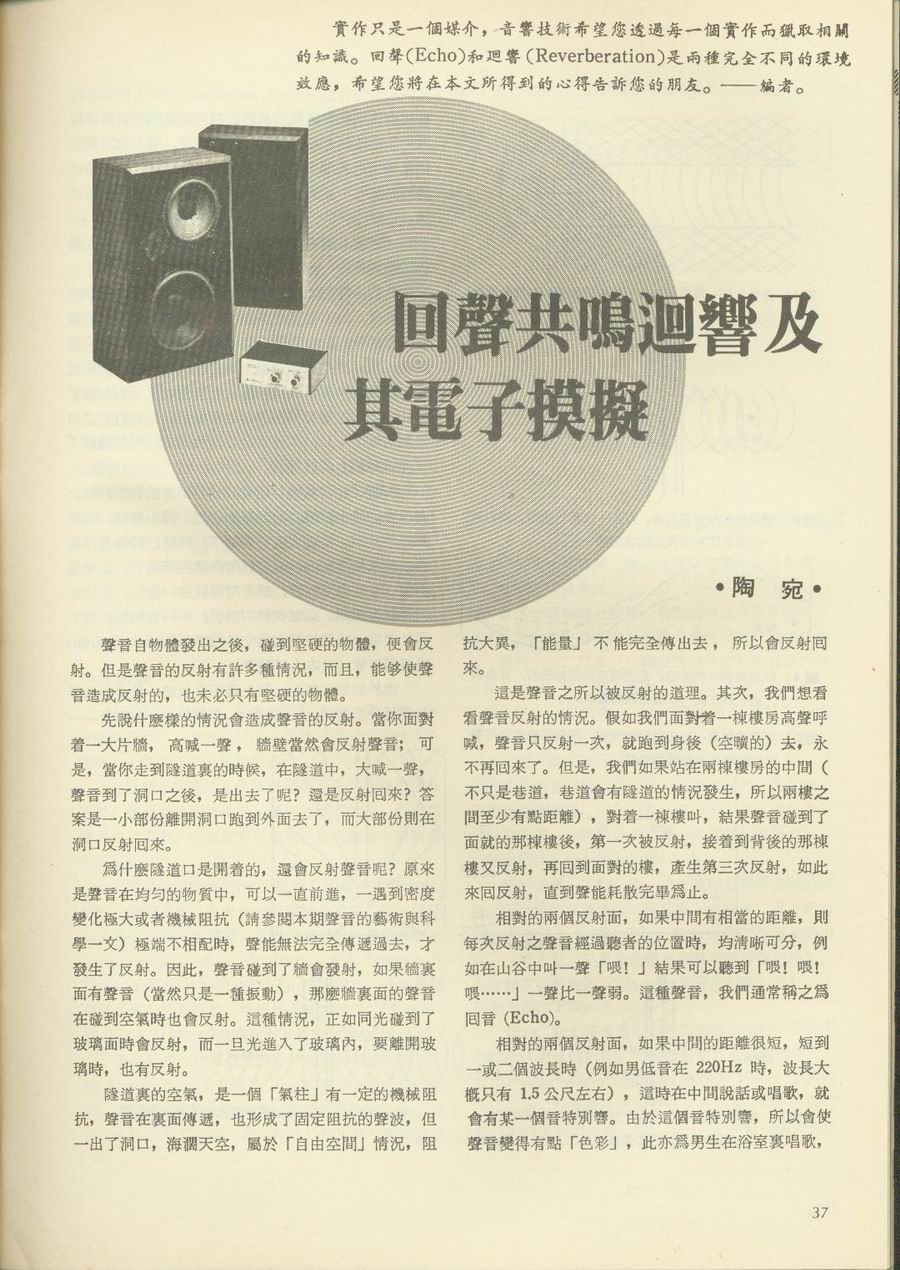 實作只是一個媒介，音響技術希望您透過每一個實作而獵取相關
的知識。回聲(Echo)和迴響(Reverberation)是兩種完全不同的環境
效應，希望您將在本文所得到的心得告訴您的朋友。——編者。
回聲共鳴迴響及
其電子摸擬
•陶　宛•
聲音自物體發出之後，碰到堅硬的物體，便會反
射。但是聲音的反射有許多種情況，而且，能够使聲
音造成反射的，也未必只有堅硬的物體。
先說什麼樣的情況會造成聲音的反射。當你面對
着一大片牆，高喊一聲，牆壁當然會反射聲音；可
是，當你走到隧道裏的時候，在隧道中，大喊一聲，
聲音到了洞口之後，是出去了呢？還是反射囘來？答
案是一小部份離開洞口跑到外面去了，而大部份則在
洞口反射囘來。
爲什麼隧道口是開着的，還會反射聲音呢？原來
是聲音在均勻的物質中，可以一直前進，一遇到密度
變化極大或者機械阻抗（請參閱本期聲音的藝術與科
學一文）極端不相配時，聲能無法完全傳遞過去，才
發生了反射。因此，聲音碰到了牆會發射，如果牆裏
面有聲音（當然只是一種振動），那麼牆裏面的聲音
在碰到空氣時也會反射。這種情況，正如同光碰到了
玻璃面時會反射，而一旦光進入了玻璃內，要離開玻
璃時，也有反射。
隧道裏的空氣，是一個「氣柱」有一定的機械阻
抗，聲音在裏面傳遞，也形成了固定阻抗的聲波，但
一出了洞口，海濶天空，屬於「自由空間」情況，阻
抗大異，「能量」不能完全傳出去，所以會反射囘
來。
這是聲音之所以被反射的道理。其次，我們想看
看聲音反射的情況。假如我們面對着一棟樓房高聲呼
喊，聲音只反射一次，就跑到身後（空曠的）去，永
不再囘來了。但是，我們如果站在兩棟樓房的中間（
不只是巷道，巷道會有隧道的情況發生，所以兩樓之
間至少有點距離），對着一棟樓叫，結果聲音碰到了
面就的那棟樓後，第一次被反射，接着到背後的那棟
樓又反射，再囘到面對的樓，產生第三次反射，如此
來囘反射，直到聲能耗散完畢爲止。
相對的兩個反射面，如果中間有相當的距離，則
每次反射之聲音經過聽者的位置時，均清晰可分，例
如在山谷中叫一聲「喂！」結果可以聽到「喂！喂！
喂……」一聲比一聲弱。這種聲音，我們通常稱之爲
囘音 (Echo)。
相對的兩個反射面，如果中間的距離很短，短到
一或二個波長時（例如男低音在 220Hz 時，波長大
概只有 1.5 公尺左右），這時在中間說話或唱歌，就
會有某一個音特別響。由於這個音特別響，所以會使
聲音變得有點「色彩」，此亦爲男生在浴室裏唱歌，
37